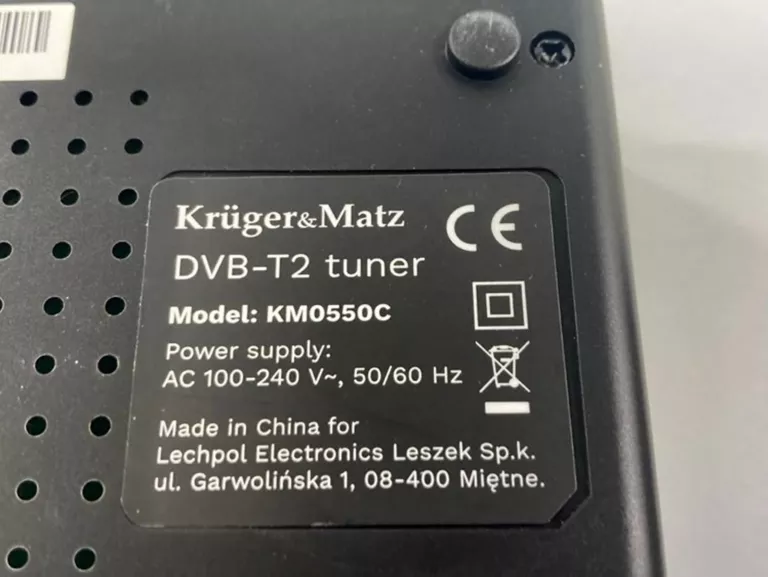 Krüger&Matz
CE
DVB-T2 tuner
Model: KM0550C
Power supply:
AC 100-240 V~, 50/60 Hz
Made in China for
Lechpol Electronics Leszek Sp.k.
ul. Garwolińska 1, 08-400 Miętne.